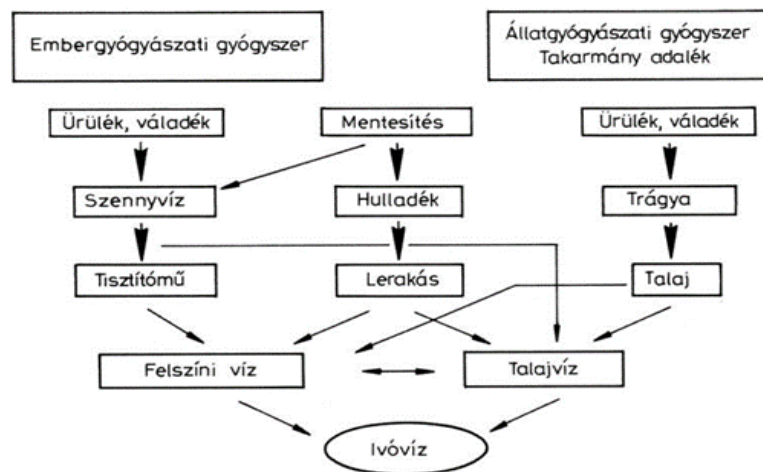 Embergyógyászati gyógyszer
Állatgyógyászati gyógyszer
Takarmány adalék
Ürülék, váladék
Mentesítés
Ürülék, váladék
Szennyvíz
Hulladék
Trágya
Tisztítómű
Lerakás
Talaj
Felszíni víz
Talajvíz
Ivóvíz